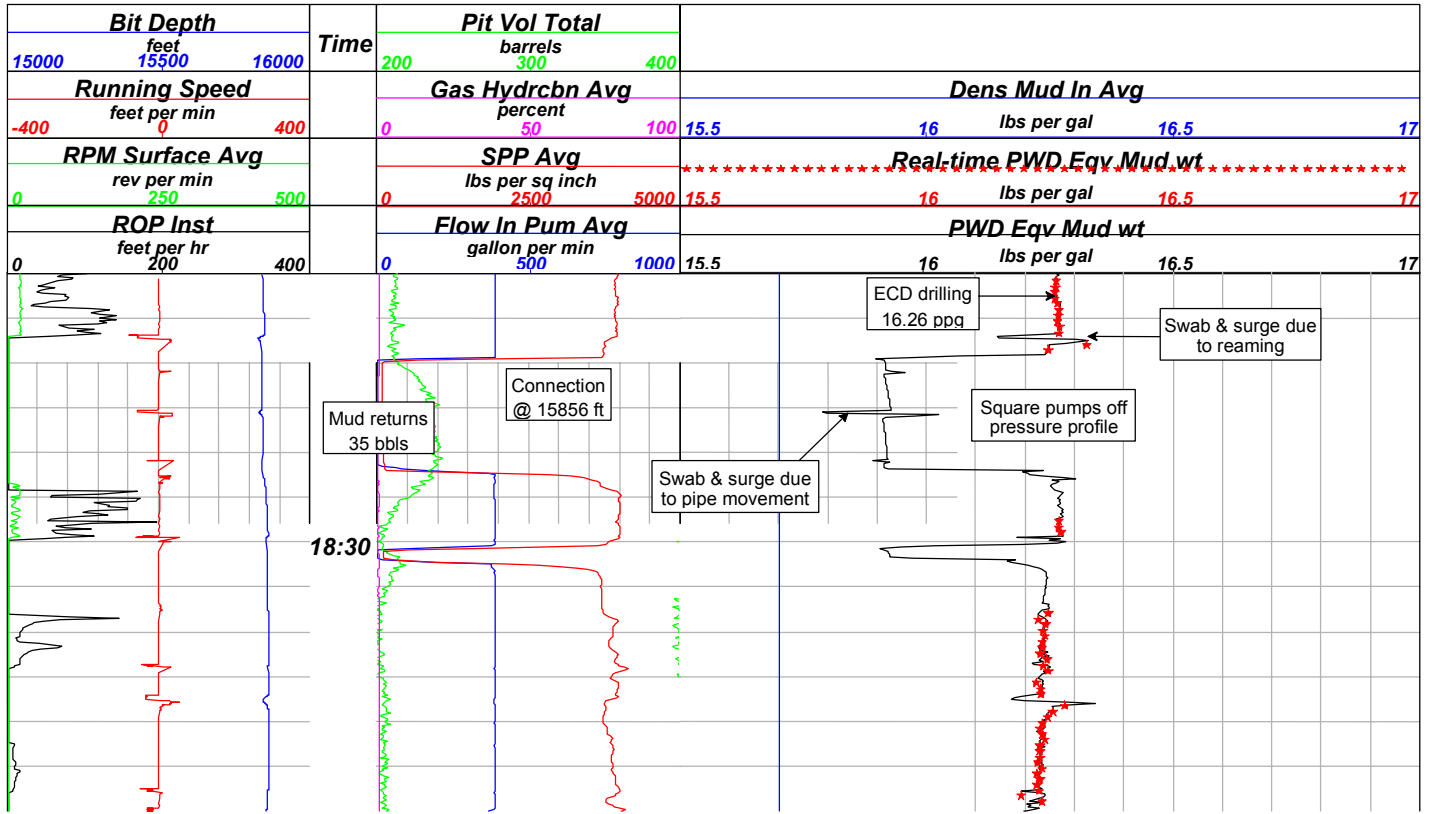 Bit Depth
feet
15000 15500 16000
Time
Pit Vol Total
barrels
200 300 400
Running Speed
feet per min
-400 0 400
Gas Hydrcbn Avg
percent
0 50 100
Dens Mud In Avg
lbs per gal
15.5 16 16.5 17
RPM Surface Avg
rev per min
0 250 500
SPP Avg
lbs per sq inch
0 2500 5000
Real-time PWD Eqv Mud wt
lbs per gal
15.5 16 16.5 17
ROP Inst
feet per hr
0 200 400
Flow In Pum Avg
gallon per min
0 500 1000
PWD Eqv Mud wt
lbs per gal
15.5 16 16.5 17
ECD drilling
16.26 ppg
Swab & surge due
to reaming
Connection
@ 15856 ft
Mud returns
35 bbls
Square pumps off
pressure profile
Swab & surge due
to pipe movement
18:30